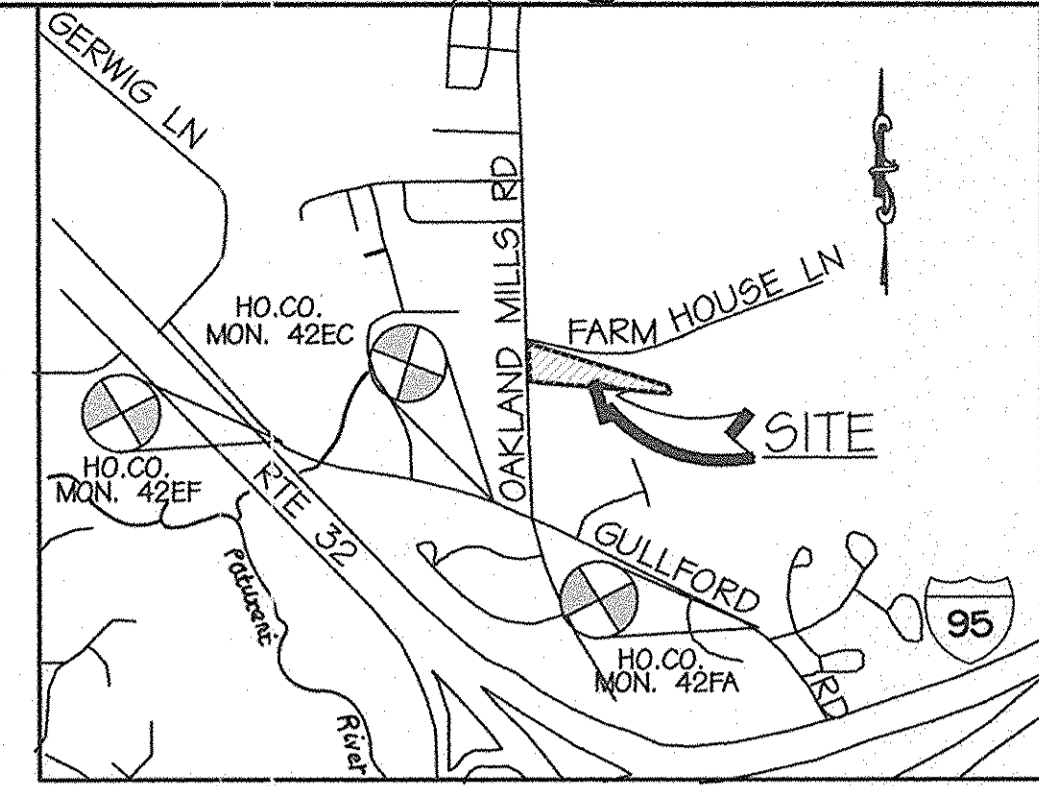 GERWIG LN
OAKLAND MILLS RD
HO.CO.
MON. 42EC
FARM HOUSE LN
SITE
HO.CO.
MON. 42EF
RTE 32
Patuxent
River
GULLFORD
RD
HO.CO.
MON. 42FA
95